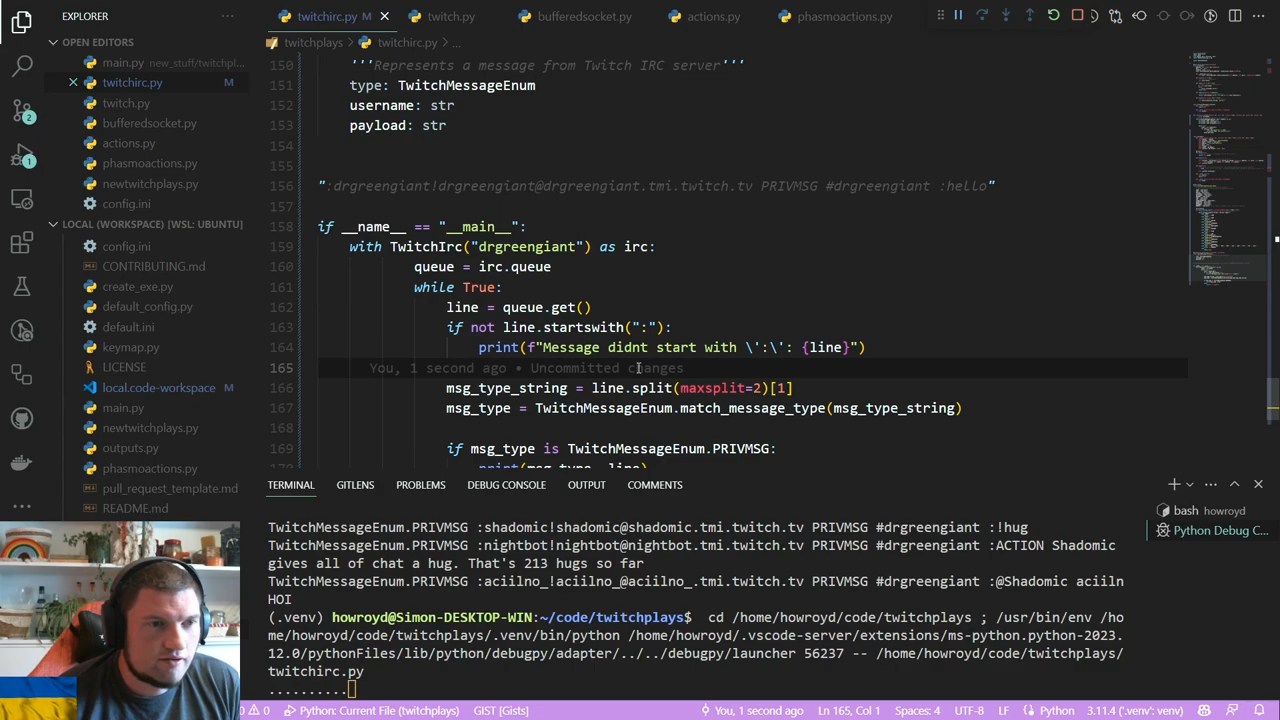 EXPLORER
twitchirc.py M
twitch.py
bufferedsocket.py
actions.py
phasmoactions.py
OPEN EDITORS
twitchplays > twitchirc.py > ...
main.py new_stuff/twitchpl...
twitchirc.py M
twitch.py
bufferedsocket.py
actions.py
phasmoactions.py
newtwitchplays.py
config.ini
LOCAL (WORKSPACE) [WSL: UBUNTU]
config.ini
CONTRIBUTING.md
create_exe.py
default_config.py
default.ini
keymap.py
LICENSE
local.code-workspace
main.py
newtwitchplays.py
outputs.py
phasmoactions.py
pull_request_template.md
README.md
2
1
150 '''Represents a message from Twitch IRC server'''
151 type: TwitchMessageEnum
152 username: str
153 payload: str
154
155
156 ":drgreengiant!drgreengiant@drgreengiant.tmi.twitch.tv PRIVMSG #drgreengiant :hello"
157
158 if __name__ == "__main__":
159 with TwitchIrc("drgreengiant") as irc:
160 queue = irc.queue
161 while True:
162 line = queue.get()
163 if not line.startswith(":"):
164 print(f"Message didnt start with \':\': {line}")
165 You, 1 second ago • Uncommitted changes
166 msg_type_string = line.split(maxsplit=2)[1]
167 msg_type = TwitchMessageEnum.match_message_type(msg_type_string)
168
169 if msg_type is TwitchMessageEnum.PRIVMSG:
170 print(msg_type, line)
TERMINAL GITLENS PROBLEMS DEBUG CONSOLE OUTPUT COMMENTS
bash howroyd
Python Debug C...
TwitchMessageEnum.PRIVMSG :shadomic!shadomic@shadomic.tmi.twitch.tv PRIVMSG #drgreengiant :!hug
TwitchMessageEnum.PRIVMSG :nightbot!nightbot@nightbot.tmi.twitch.tv PRIVMSG #drgreengiant :ACTION Shadomic
gives all of chat a hug. That's 213 hugs so far
TwitchMessageEnum.PRIVMSG :aciilno_!aciilno_@aciilno_.tmi.twitch.tv PRIVMSG #drgreengiant :@Shadomic aciiln
HOI
(.venv) howroyd@Simon-DESKTOP-WIN:~/code/twitchplays$ cd /home/howroyd/code/twitchplays ; /usr/bin/env /ho
me/howroyd/code/twitchplays/.venv/bin/python /home/howroyd/.vscode-server/extensions/ms-python.python-2023.
12.0/pythonFiles/lib/python/debugpy/adapter/../../debugpy/launcher 56237 -- /home/howroyd/code/twitchplays/
twitchirc.py
..........
0 0 Python: Current File (twitchplays) GIST [Gists] You, 1 second ago Ln 165, Col 1 Spaces: 4 UTF-8 LF Python 3.11.4 ('.venv': venv)